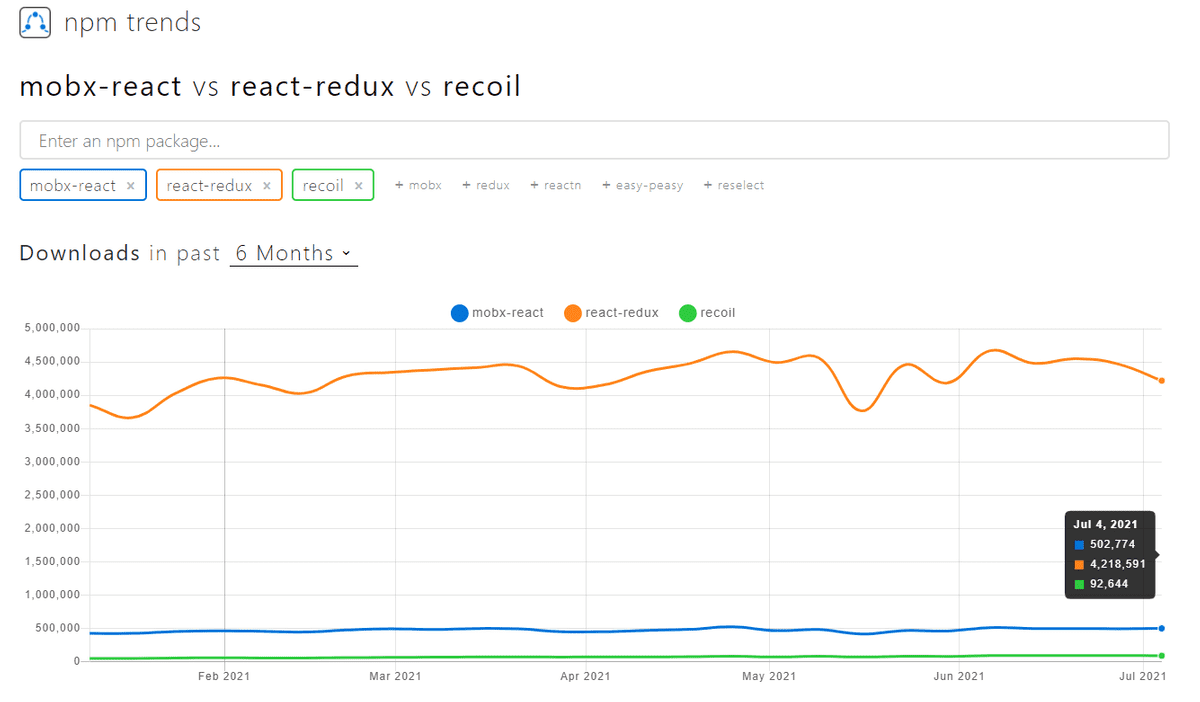 npm trends
mobx-react vs react-redux vs recoil
Enter an npm package...
mobx-react × react-redux × recoil × + mobx + redux + reactn + easy-peasy + reselect
Downloads in past 6 Months
mobx-react react-redux recoil
5,000,000
4,500,000
4,000,000
3,500,000
3,000,000
2,500,000
2,000,000
1,500,000
1,000,000
500,000
0
Jul 4, 2021
502,774
4,218,591
92,644
Feb 2021 Mar 2021 Apr 2021 May 2021 Jun 2021 Jul 2021